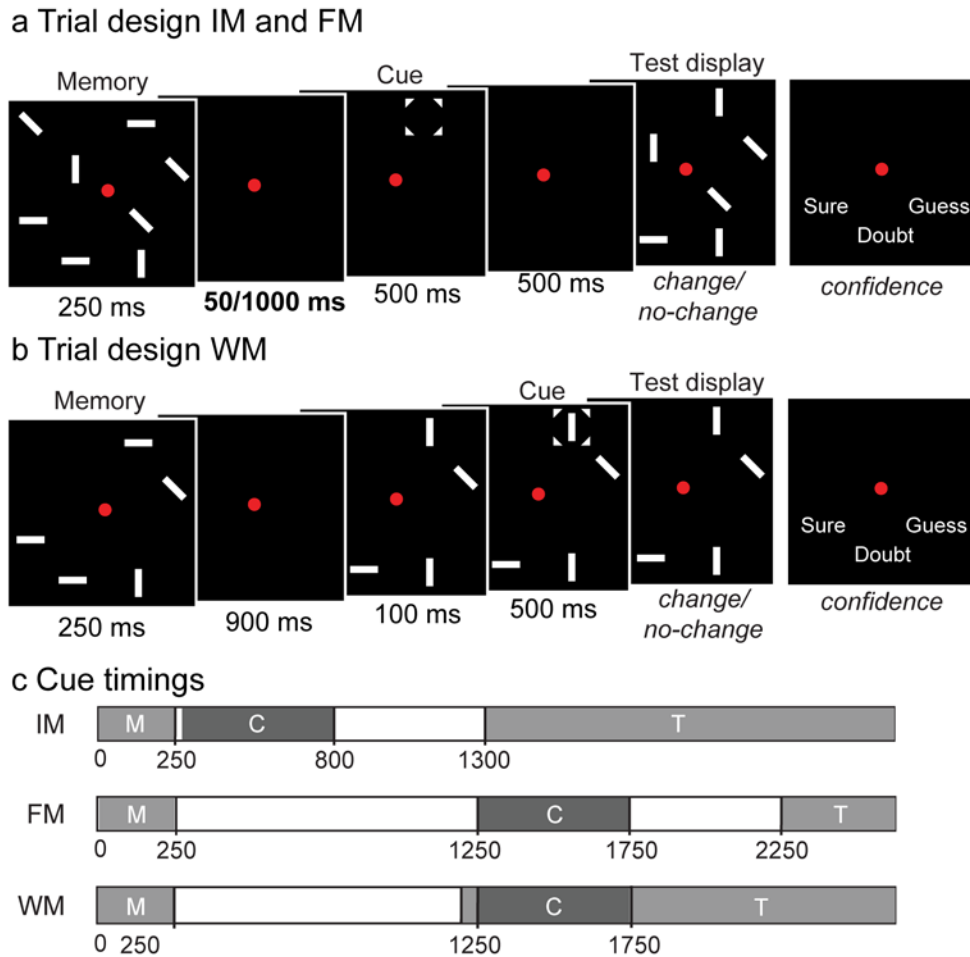 a Trial design IM and FM
Memory
Cue
Test display
Sure
Guess
Doubt
250 ms
50/1000 ms
500 ms
500 ms
change/
no-change
confidence
b Trial design WM
Memory
Cue
Test display
Sure
Guess
Doubt
250 ms
900 ms
100 ms
500 ms
change/
no-change
confidence
c Cue timings
IM M C T
0 250 800 1300
FM M C T
0 250 1250 1750 2250
WM M C T
0 250 1250 1750